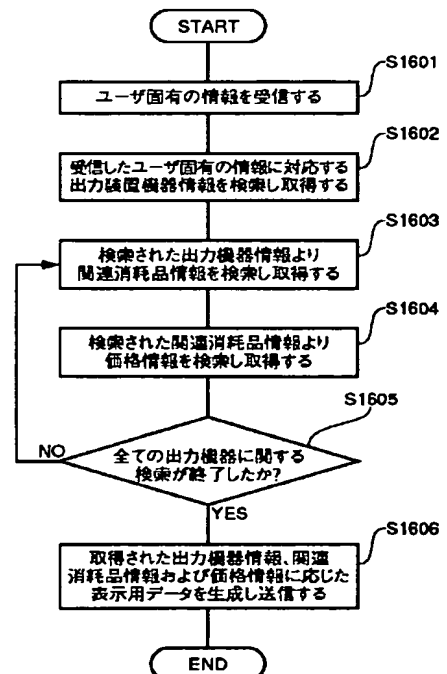 START
S1601
ユーザ固有の情報を受信する
S1602
受信したユーザ固有の情報に対応する
出力装置機器情報を検索し取得する
S1603
検索された出力機器情報より
関連消耗品情報を検索し取得する
S1604
検索された関連消耗品情報より
価格情報を検索し取得する
S1605
NO
全ての出力機器に関する
検索が終了したか?
YES
S1606
取得された出力機器情報、関連
消耗品情報および価格情報に応じた
表示用データを生成し送信する
END